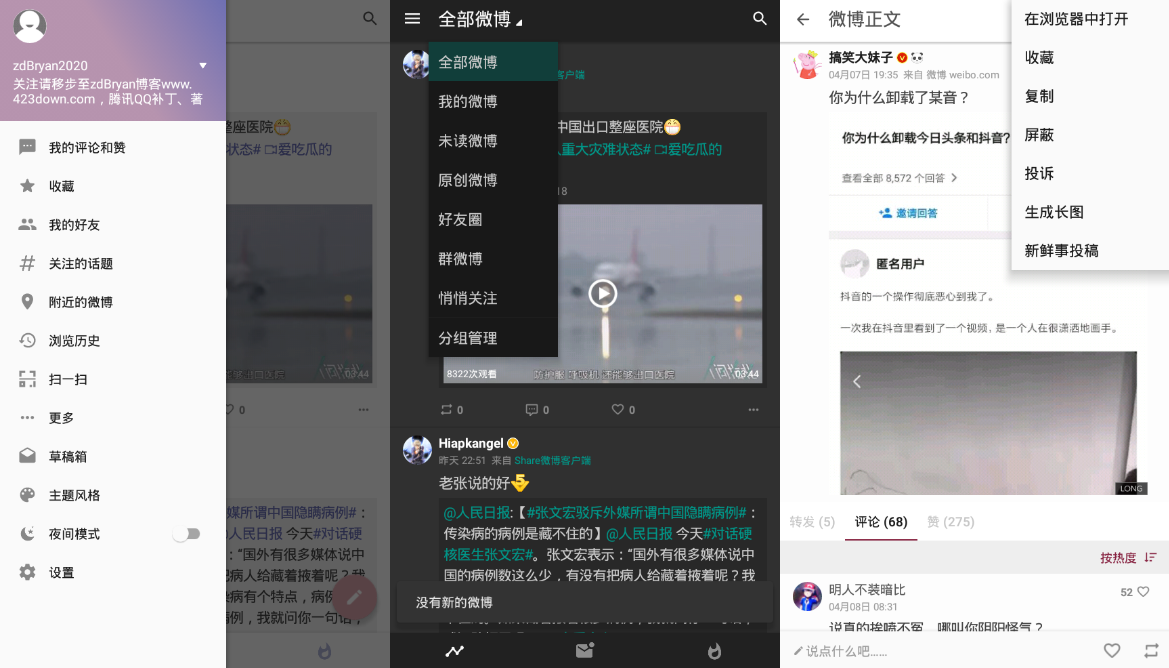 zdBryan2020
关注请移步至zdBryan博客www.
423down.com，腾讯QQ补丁、著
我的评论和赞
收藏
我的好友
关注的话题
附近的微博
浏览历史
扫一扫
更多
草稿箱
主题风格
夜间模式
设置
整座医院
状态# 爱吃瓜的
03:44
0
媒所谓中国隐瞒病例#：
@人民日报 今天#对话硬
：“国外有很多媒体说中
把病人给藏着掖着呢？我
病有个特点，病例
例，我就问你一句话，
全部微博
全部微博
我的微博
未读微博
原创微博
好友圈
群微博
悄悄关注
分组管理
客户端
中国出口整座医院
重大灾难状态# 爱吃瓜的
18
8322次观看
03:44
0
0
0
Hiapkangel
昨天 22:51 来自 Share微博客户端
老张说的好
@人民日报:【#张文宏驳斥外媒所谓中国隐瞒病例#：
传染病的病例是藏不住的】@人民日报 今天#对话硬
核医生张文宏#。张文宏表示：“国外有很多媒体说中
国的病例数这么少，有没有把病人给藏着掖着呢？我
没有新的微博
微博正文
搞笑大妹子
04月07日 19:35 来自 微博 weibo.com
你为什么卸载了某音？
你为什么卸载今日头条和抖音?
查看全部 8,572 个回答
邀请回答
匿名用户
抖音的一个操作彻底恶心到我了。
一次我在抖音里看到了一个视频, 是一个人在很潇洒地画手。
LONG
在浏览器中打开
收藏
复制
屏蔽
投诉
生成长图
新鲜事投稿
转发 (5)
评论 (68)
赞 (275)
按热度
明人不装暗比
52
04月08日 08:31
说真的挨喷不冤，哪叫你阴阳怪气？
说点什么吧……